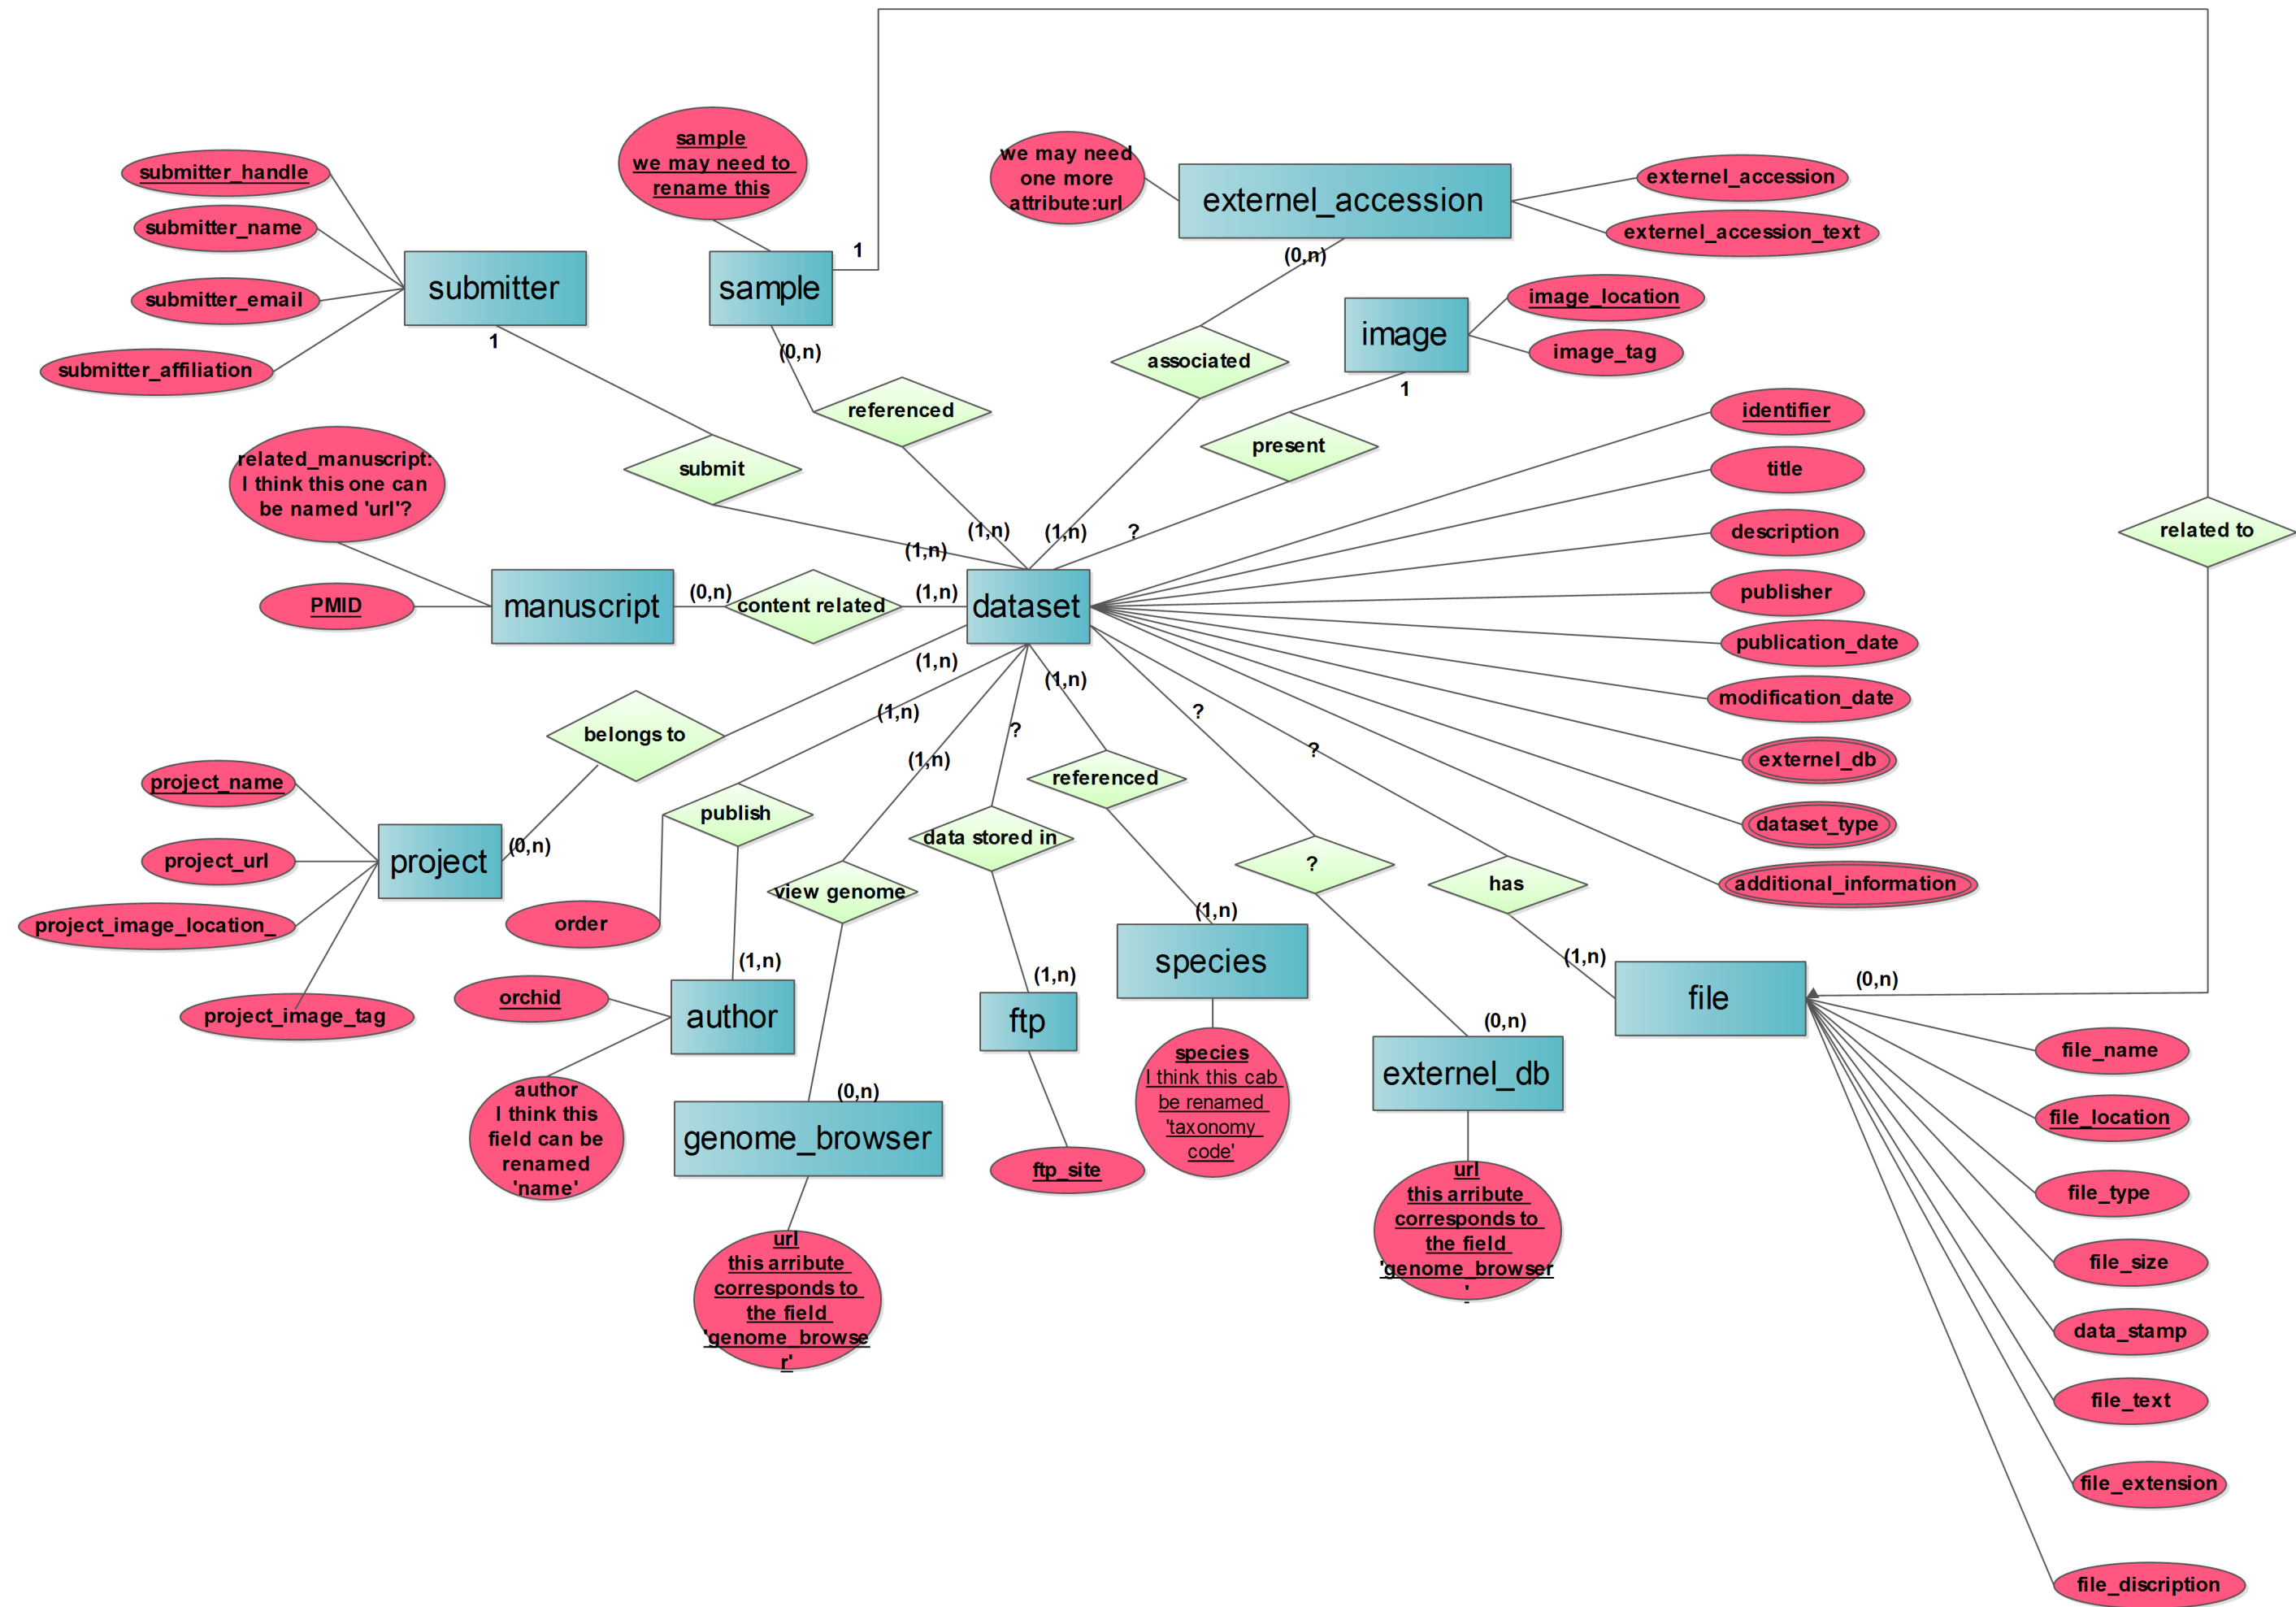 sample
we may need to
rename this
we may need
one more
attribute:url
externel_accession
externel_accession
externel_accession_text
submitter_handle
submitter_name
submitter_email
submitter_affiliation
submitter
1
sample
1
(0,n)
(0,n)
image
image_location
image_tag
1
associated
referenced
present
submit
related_manuscript:
I think this one can
be named 'url'?
PMID
manuscript
(0,n)
content related
(1,n)
(1,n)
(1,n)
(1,n)
?
dataset
identifier
title
description
publisher
publication_date
modification_date
externel_db
dataset_type
additional_information
related to
(1,n)
(1,n)
(1,n)
?
(1,n)
?
?
belongs to
project_name
project_url
project_image_location_
project_image_tag
project
(0,n)
publish
order
view genome
data stored in
referenced
?
has
orchid
author
I think this
field can be
renamed
'name'
author
(1,n)
(0,n)
genome_browser
url
this arribute
corresponds to
the field
'genome_browse
r'
(1,n)
ftp
ftp_site
(1,n)
species
species
I think this cab
be renamed
'taxonomy
code'
(0,n)
externel_db
url
this arribute
corresponds to
the field
'genome_browser
'
(1,n)
file
(0,n)
file_name
file_location
file_type
file_size
data_stamp
file_text
file_extension
file_discription